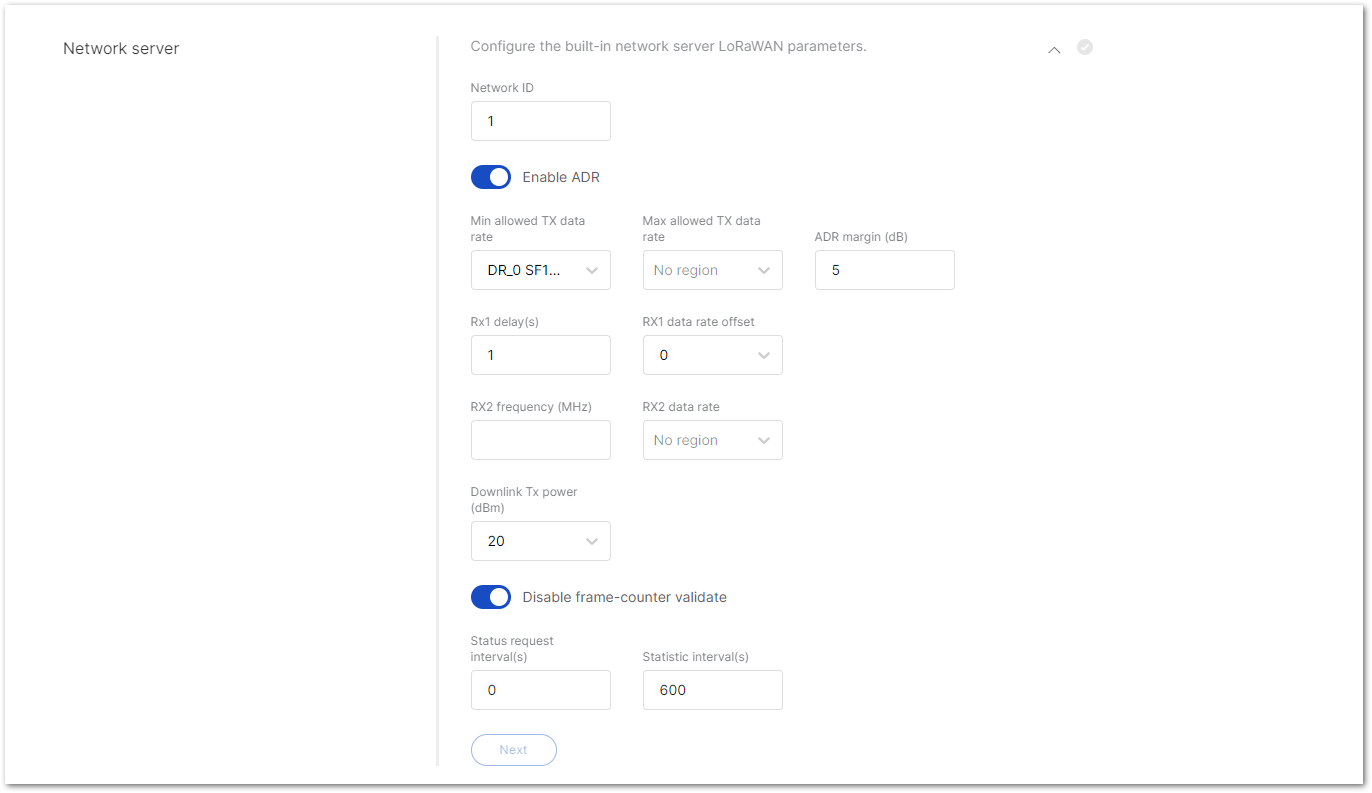 Network server
Configure the built-in network server LoRaWAN parameters.
Network ID
1
Enable ADR
Min allowed TX data
rate
Max allowed TX data
rate
ADR margin (dB)
DR_0 SF1...
No region
5
Rx1 delay(s)
RX1 data rate offset
1
0
RX2 frequency (MHz)
RX2 data rate
No region
Downlink Tx power
(dBm)
20
Disable frame-counter validate
Status request
interval(s)
Statistic interval(s)
0
600
Next